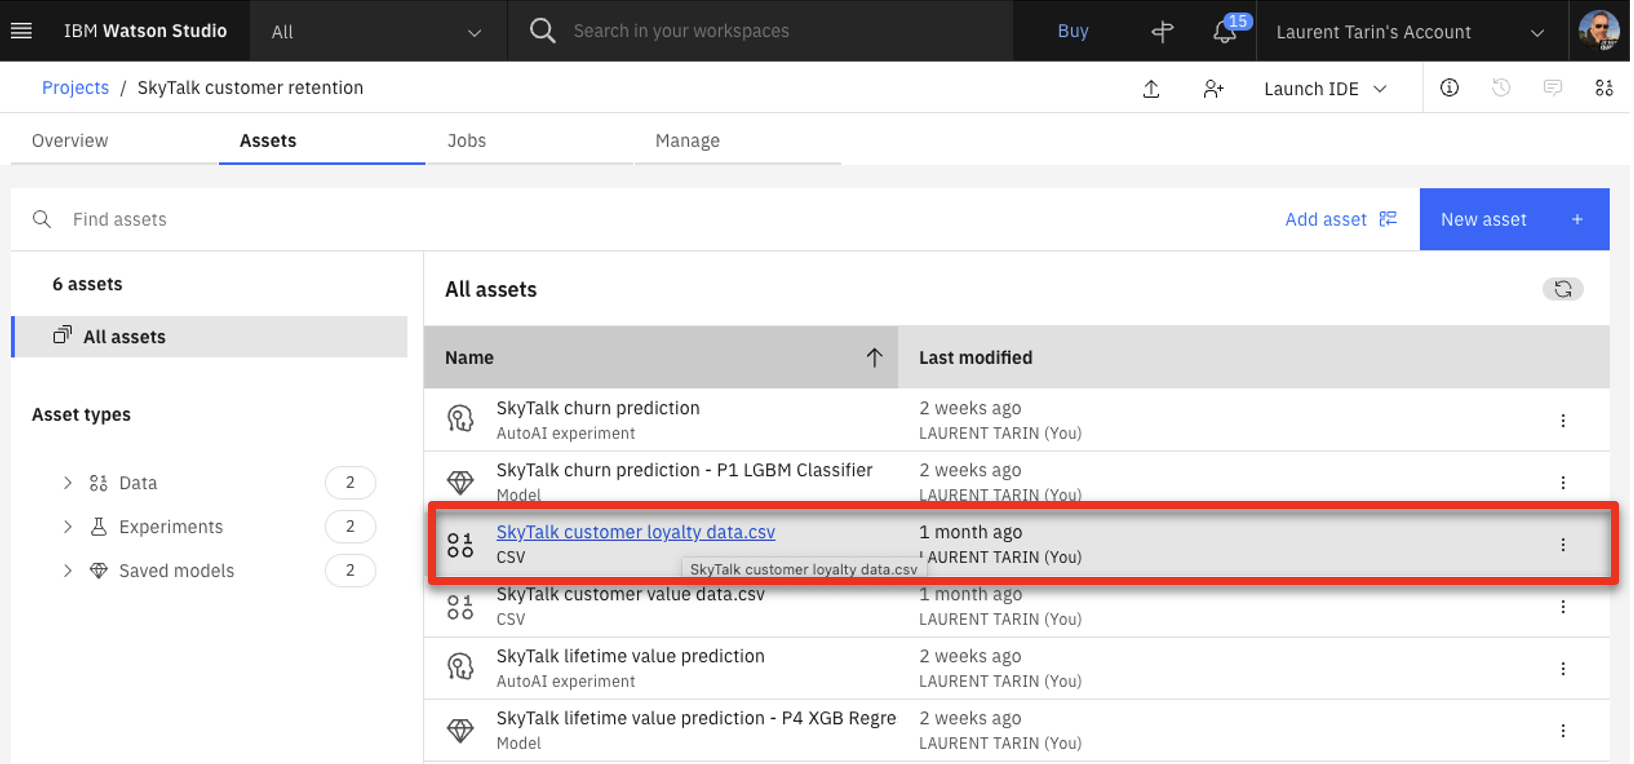 IBM Watson Studio
All
Search in your workspaces
Buy
15
Laurent Tarin's Account
Projects / SkyTalk customer retention
Launch IDE
Overview
Assets
Jobs
Manage
Find assets
Add asset
New asset +
6 assets
All assets
Asset types
Data 2
Experiments 2
Saved models 2
All assets
Name
Last modified
SkyTalk churn prediction
AutoAI experiment
2 weeks ago
LAURENT TARIN (You)
SkyTalk churn prediction - P1 LGBM Classifier
Model
2 weeks ago
LAURENT TARIN (You)
SkyTalk customer loyalty data.csv
CSV
1 month ago
LAURENT TARIN (You)
SkyTalk customer loyalty data.csv
SkyTalk customer value data.csv
CSV
1 month ago
LAURENT TARIN (You)
SkyTalk lifetime value prediction
AutoAI experiment
2 weeks ago
LAURENT TARIN (You)
SkyTalk lifetime value prediction - P4 XGB Regre
Model
2 weeks ago
LAURENT TARIN (You)